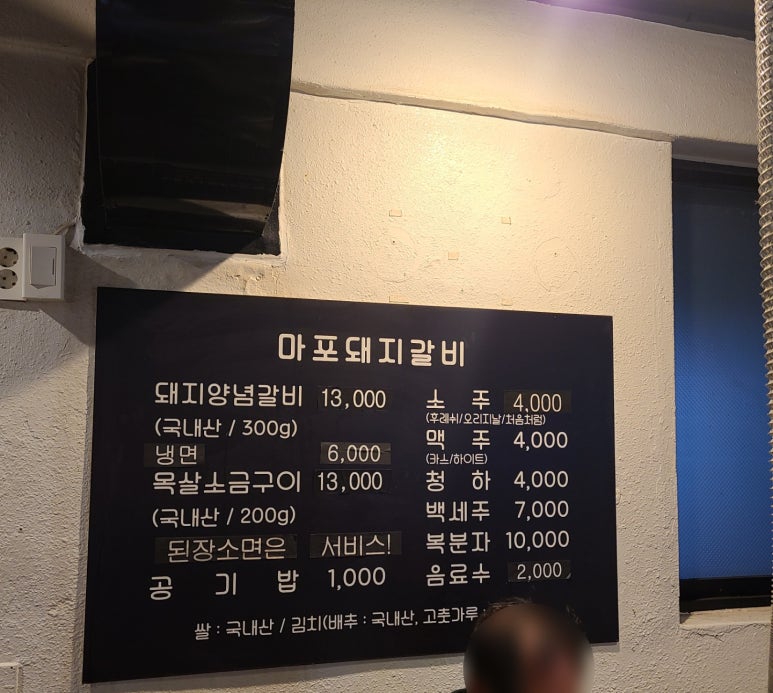 마포돼지갈비
돼지양념갈비 13,000
(국내산 / 300g)
냉면 6,000
목살소금구이 13,000
(국내산 / 200g)
된장소면은 서비스!
공기밥 1,000
소주 4,000
(후레쉬/오리지날/처음처럼)
맥주 4,000
(카스/하이트)
청하 4,000
백세주 7,000
복분자 10,000
음료수 2,000
쌀 : 국내산 / 김치(배추 : 국내산, 고춧가루